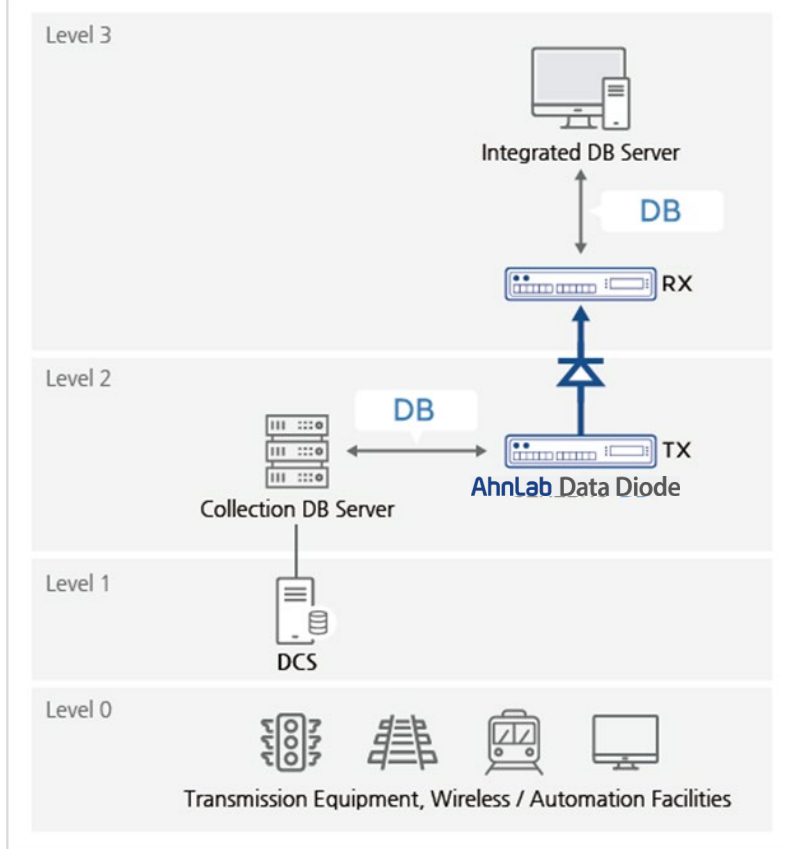 Level 3
Integrated DB Server
DB
RX
Level 2
DB
TX
AhnLab Data Diode
Collection DB Server
Level 1
DCS
Level 0
Transmission Equipment, Wireless / Automation Facilities